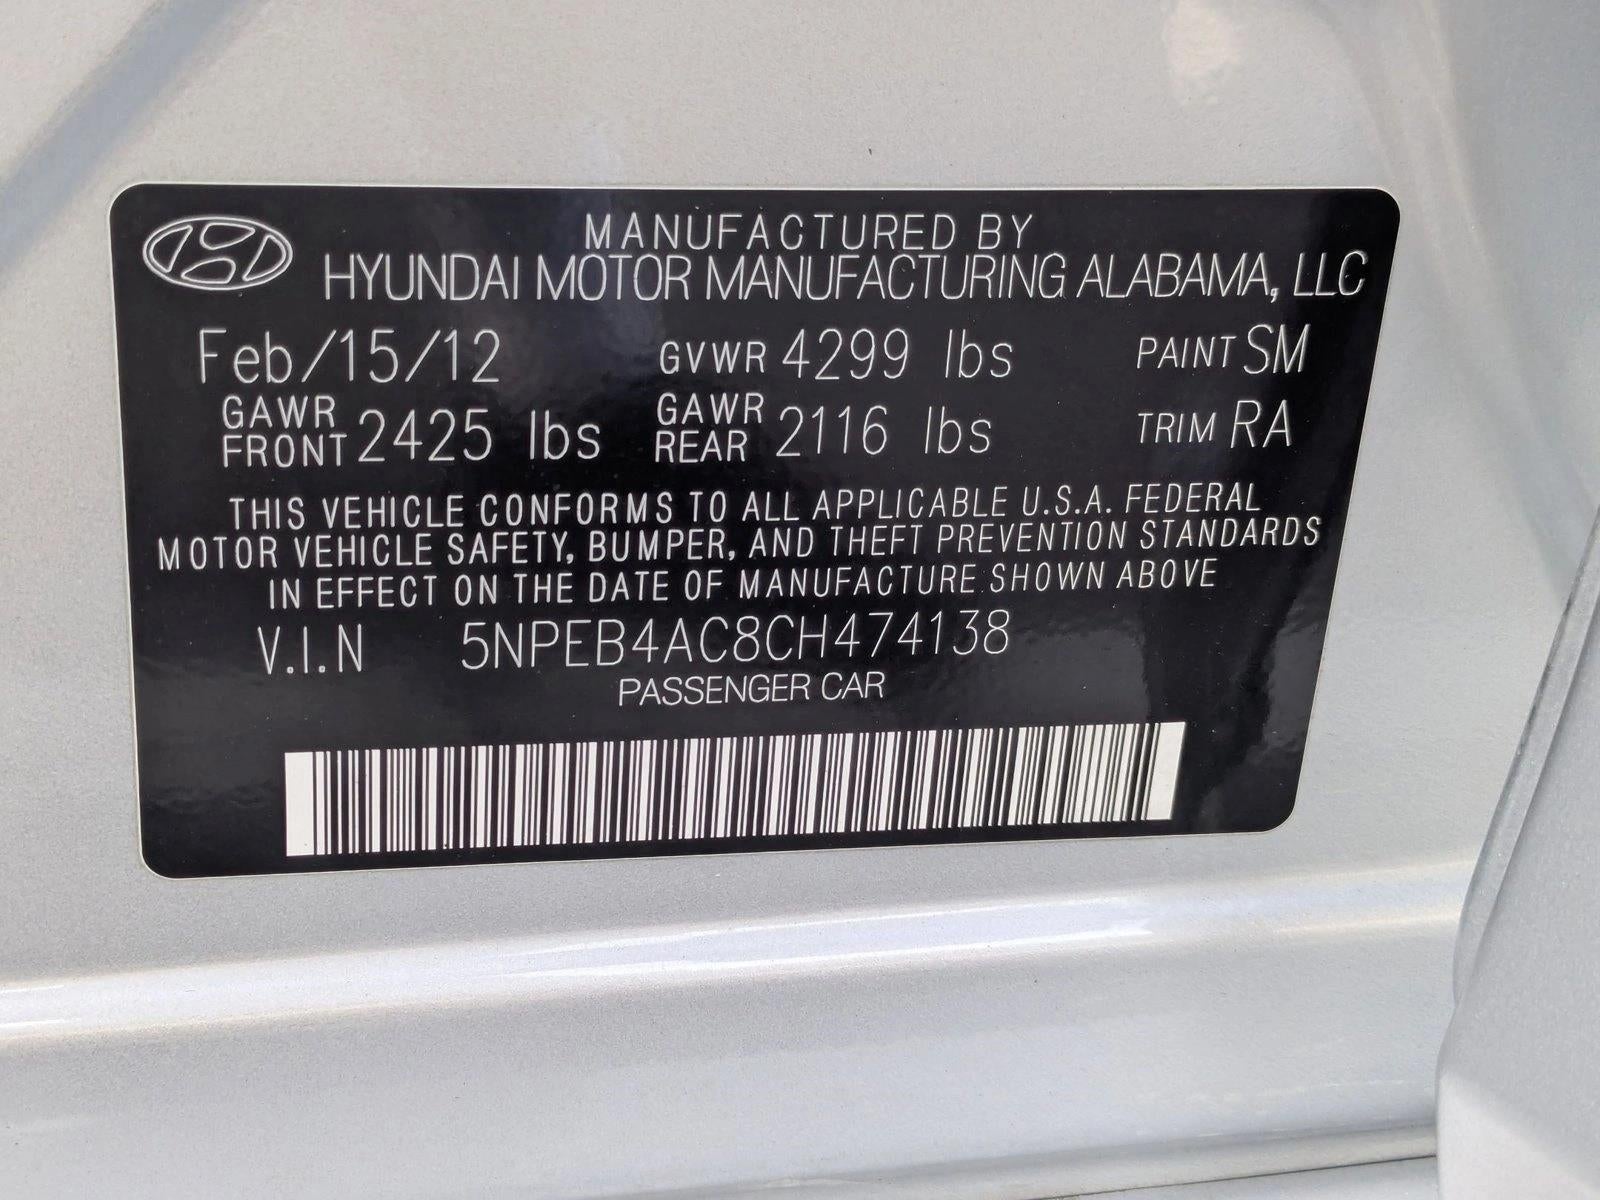 MANUFACTURED BY
HYUNDAI MOTOR MANUFACTURING ALABAMA, LLC
Feb/15/12 GVWR 4299 lbs PAINT SM
GAWR FRONT 2425 lbs GAWR REAR 2116 lbs TRIM RA
THIS VEHICLE CONFORMS TO ALL APPLICABLE U.S.A. FEDERAL
MOTOR VEHICLE SAFETY, BUMPER, AND THEFT PREVENTION STANDARDS
IN EFFECT ON THE DATE OF MANUFACTURE SHOWN ABOVE
V.I.N 5NPEB4AC8CH474138
PASSENGER CAR